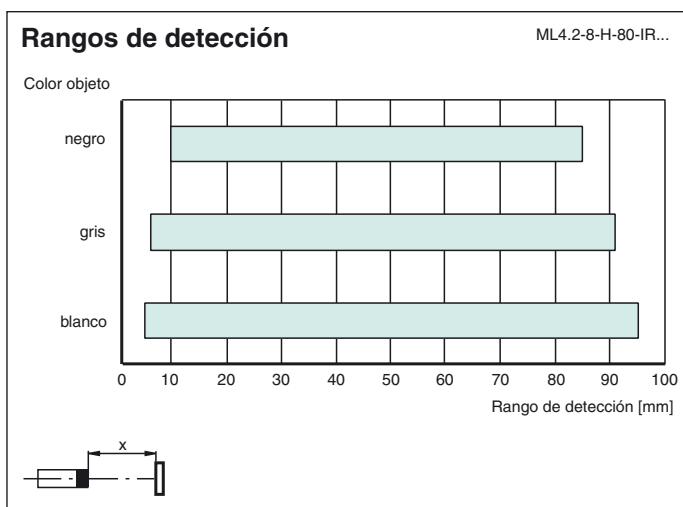 Rangos de detección
ML4.2-8-H-80-IR...
Color objeto
negro
gris
blanco
0 10 20 30 40 50 60 70 80 90 100
Rango de detección [mm]
x